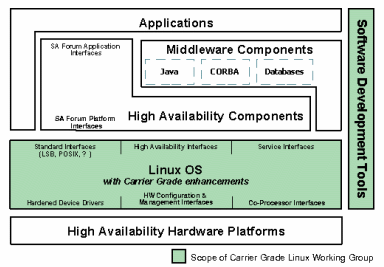 Applications
SA Forum Application
Interfaces
Middleware Components
Java
CORBA
Databases
SA Forum Platform
Interfaces
High Availability Components
Standard Interfaces
(LSB, POSIX, ? )
High Availability Interfaces
Service Interfaces
Linux OS
with Carrier Grade enhancements
Hardened Device Drivers
HW Configuration &
Management Interfaces
Co-Processor Interfaces
High Availability Hardware Platforms
Software Development Tools
Scope of Carrier Grade Linux Working Group